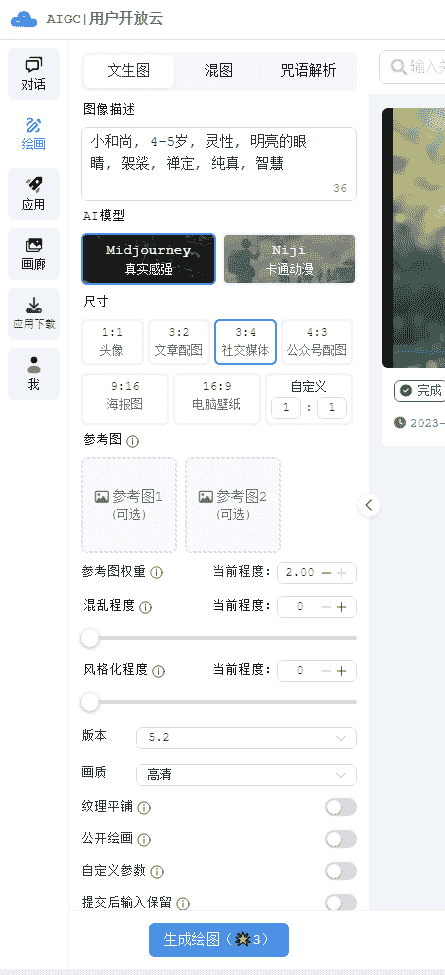 AIGC|用户开放云
对话
绘画
应用
画廊
应用下载
我
文生图 混图 咒语解析
图像描述
小和尚, 4-5岁, 灵性, 明亮的眼
睛, 袈裟, 禅定, 纯真, 智慧
36
AI模型
Midjourney
真实感强
Niji
卡通动漫
尺寸
1:1
头像
3:2
文章配图
3:4
社交媒体
4:3
公众号配图
9:16
海报图
16:9
电脑壁纸
自定义
1 : 1
参考图
参考图1
(可选)
参考图2
(可选)
参考图权重 当前程度: 2.00
混乱程度 当前程度: 0
风格化程度 当前程度: 0
版本 5.2
画质 高清
纹理平铺
公开绘画
自定义参数
提交后输入保留
生成绘图 (3)
输入关
完成
2023-